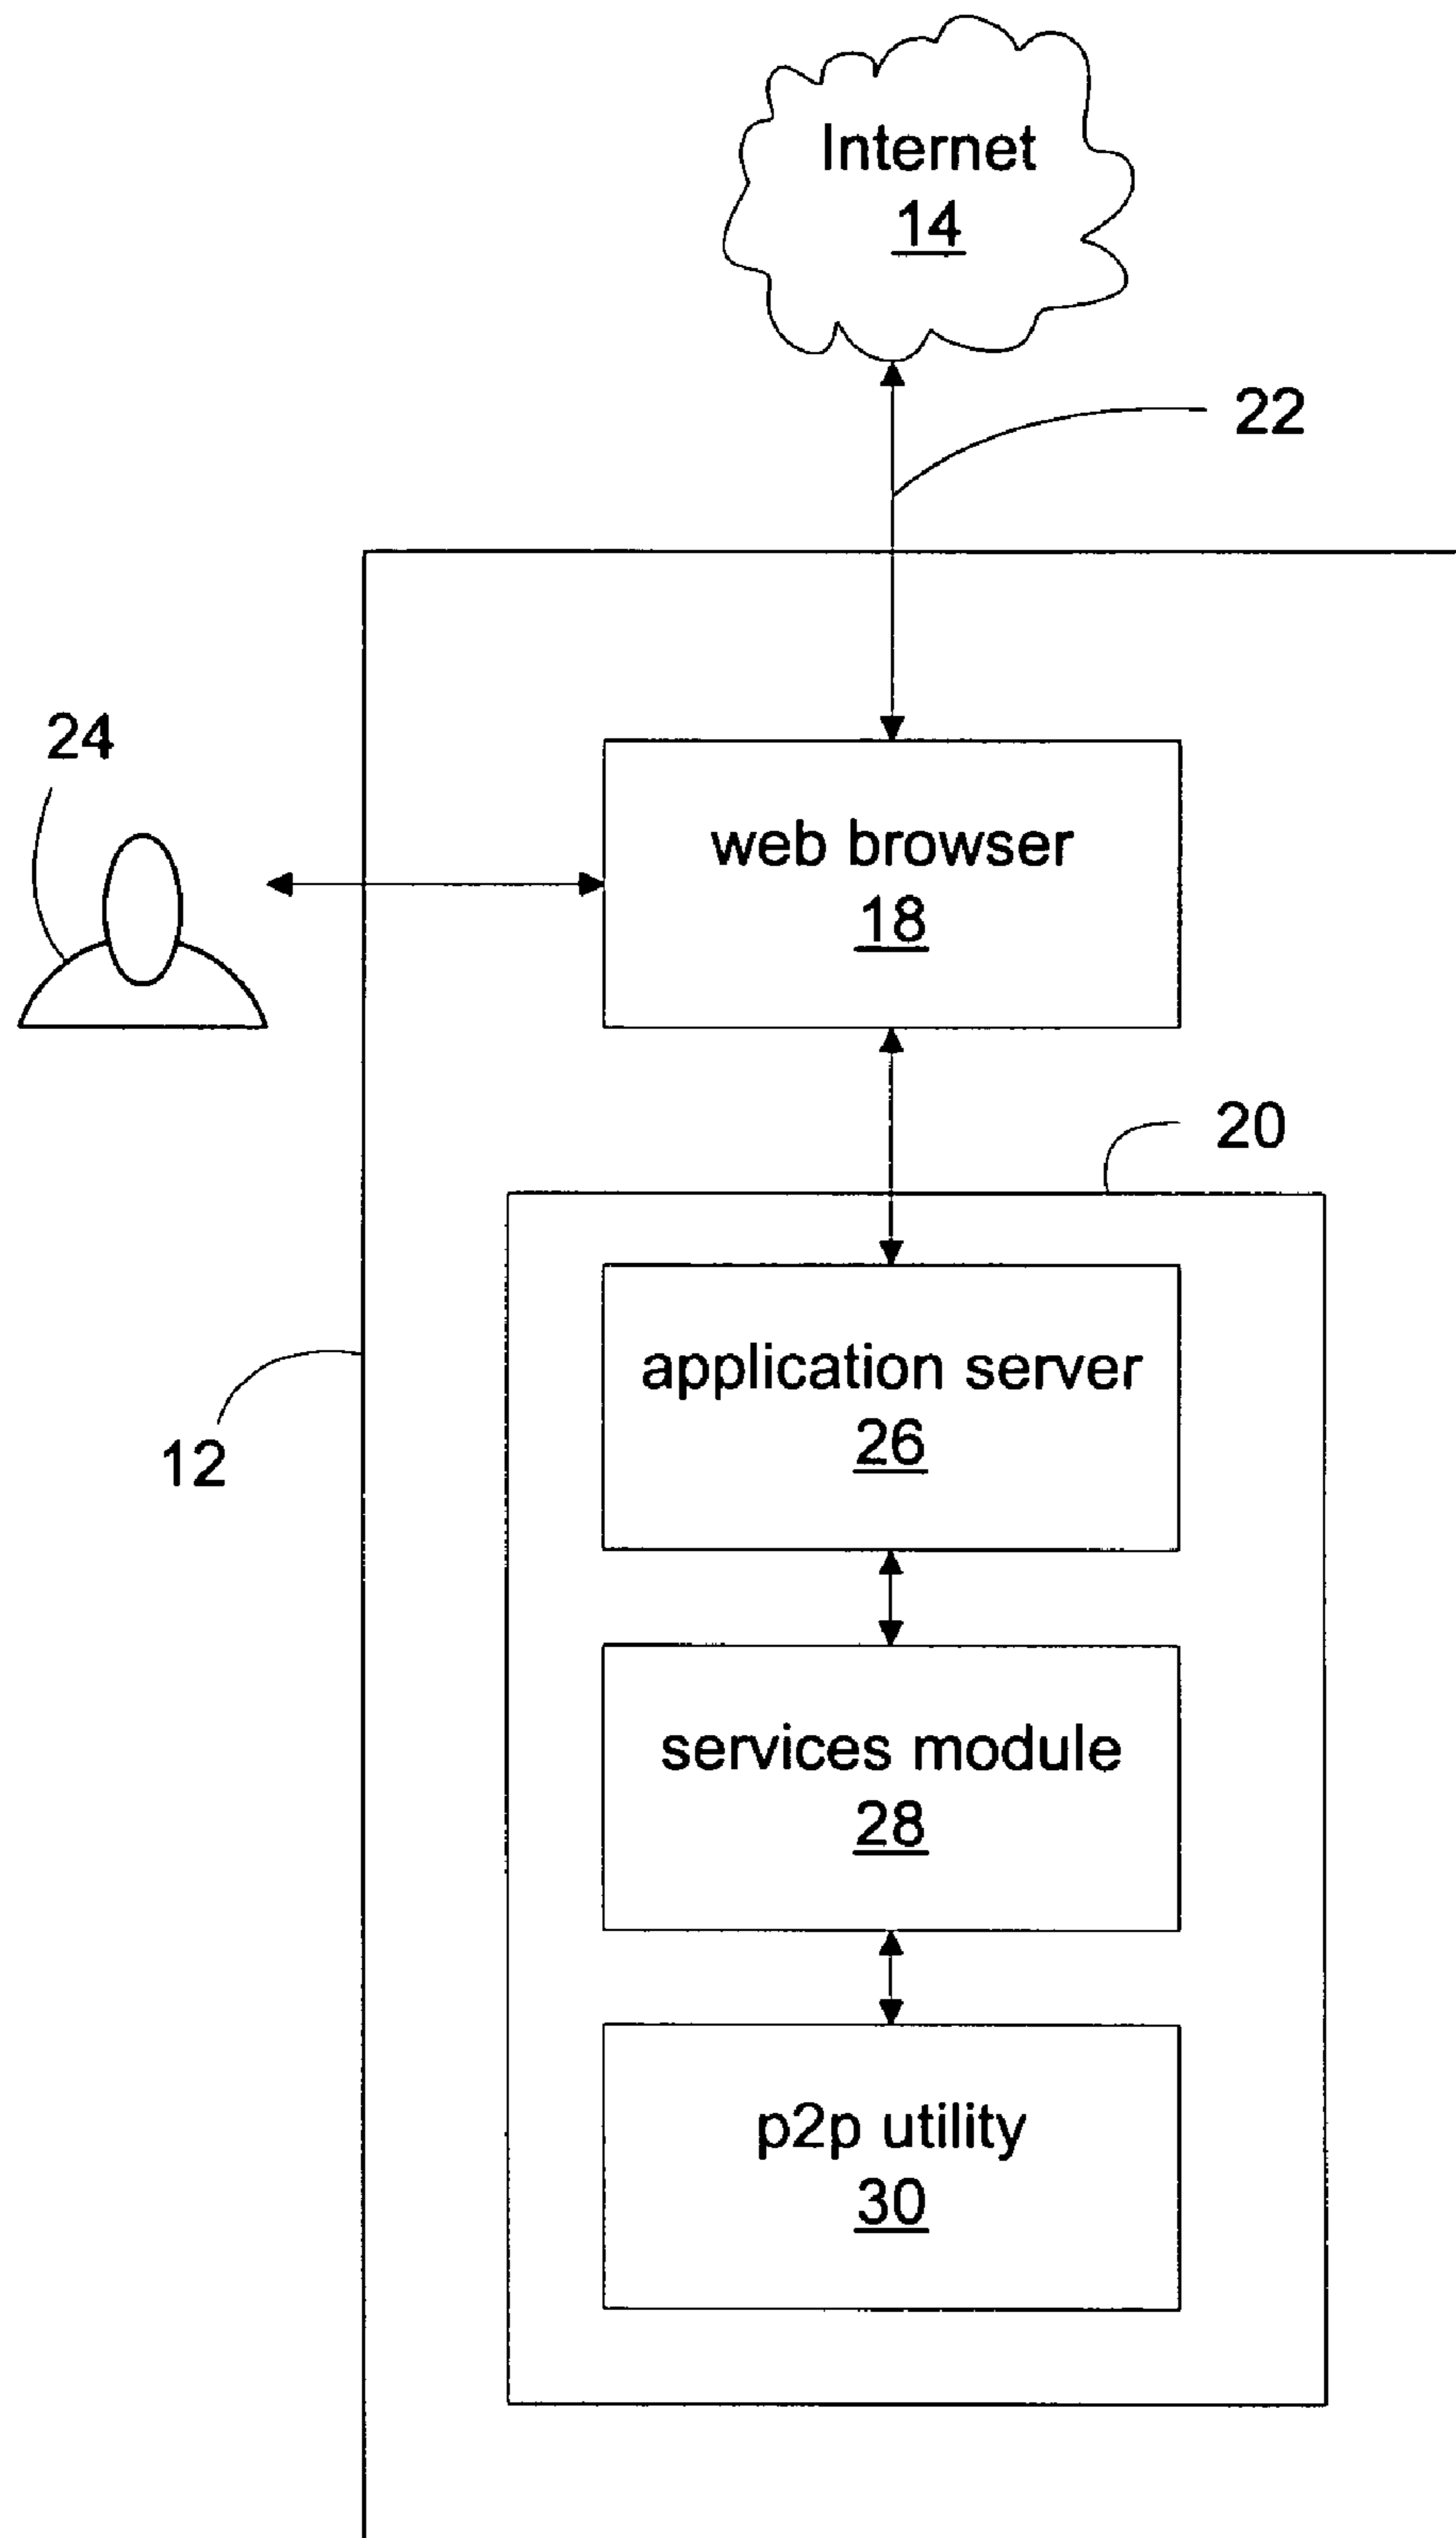 Internet
14
22
24
web browser
18
20
application server
26
12
services module
28
p2p utility
30